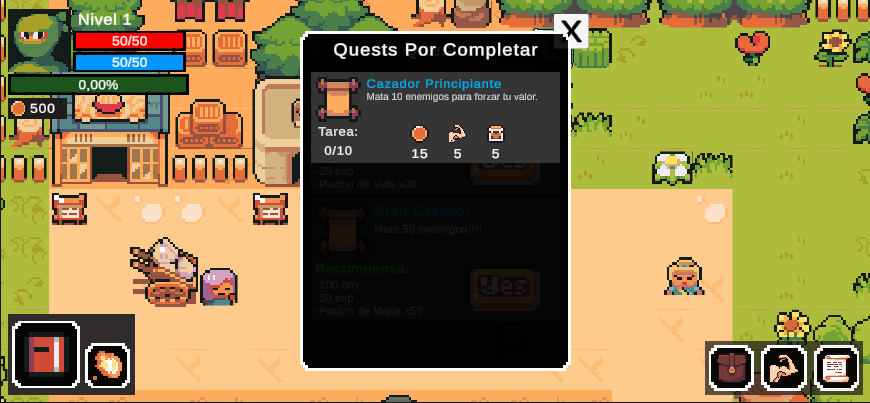 Nivel 1
50/50
50/50
0,00%
500
X
Quests Por Completar
Cazador Principiante
Mata 10 enemigos para forzar tu valor.
Tarea:
0/10
15
5
5
-25 exp
-Pocion de Vida x30
Gran Cazador
Mata 50 enemigos!!!!
Recompensa:
-100 oro
-50 exp
-Pocion de Mana x50
Yes